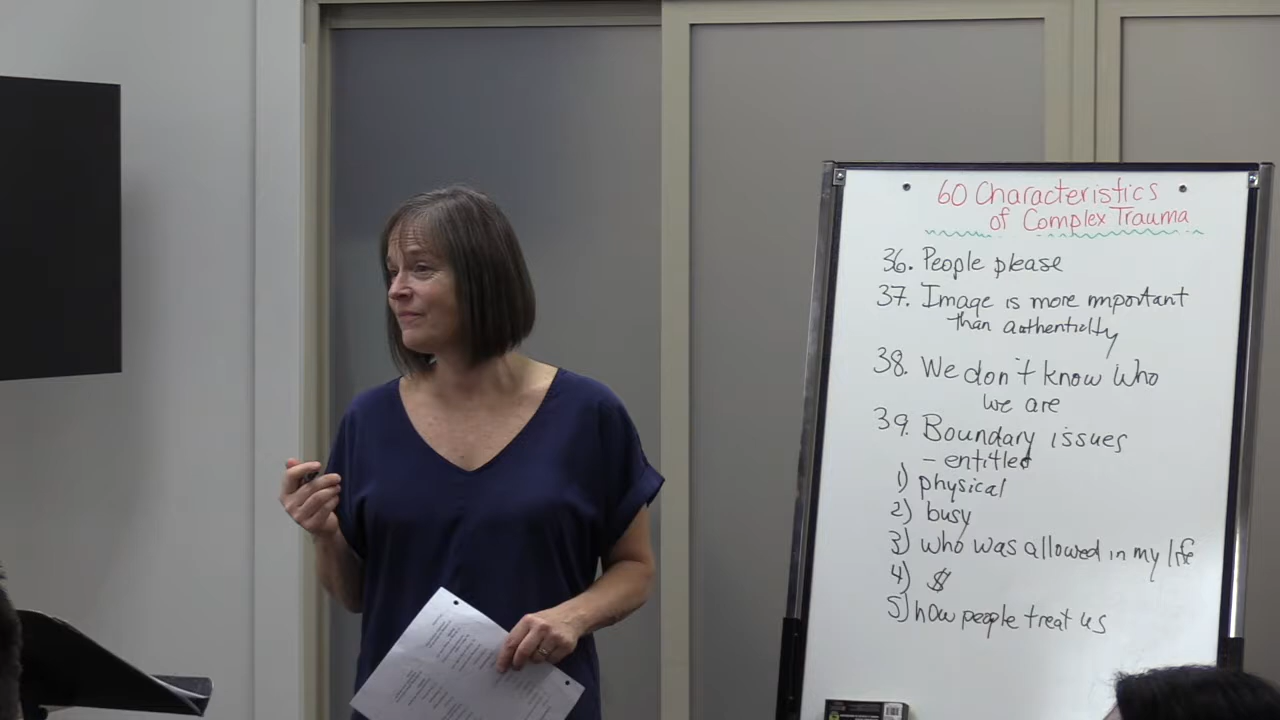 60 Characteristics
of Complex Trauma
36. People please
37. Image is more important
than authenticity
38. We don't know who
we are
39. Boundary issues
- entitled
1) physical
2) busy
3) who was allowed in my life
4) $
5) how people treat us